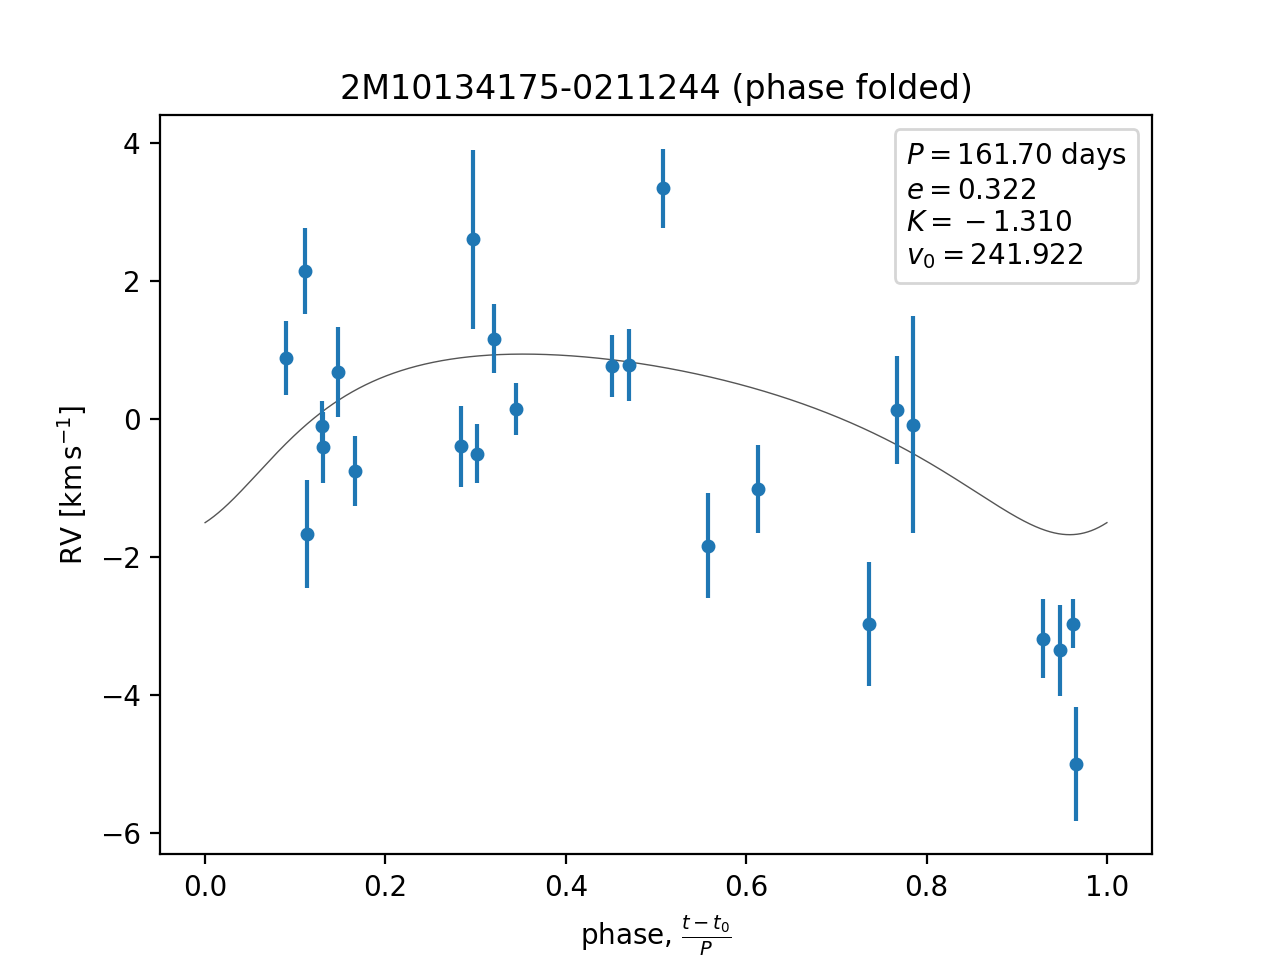 2M10134175-0211244 (phase folded)
P = 161.70 days
e = 0.322
K = −1.310
v₀ = 241.922
4
2
0
−2
−4
−6
RV [km s⁻¹]
0.0 0.2 0.4 0.6 0.8 1.0
phase, (t − t₀)/P